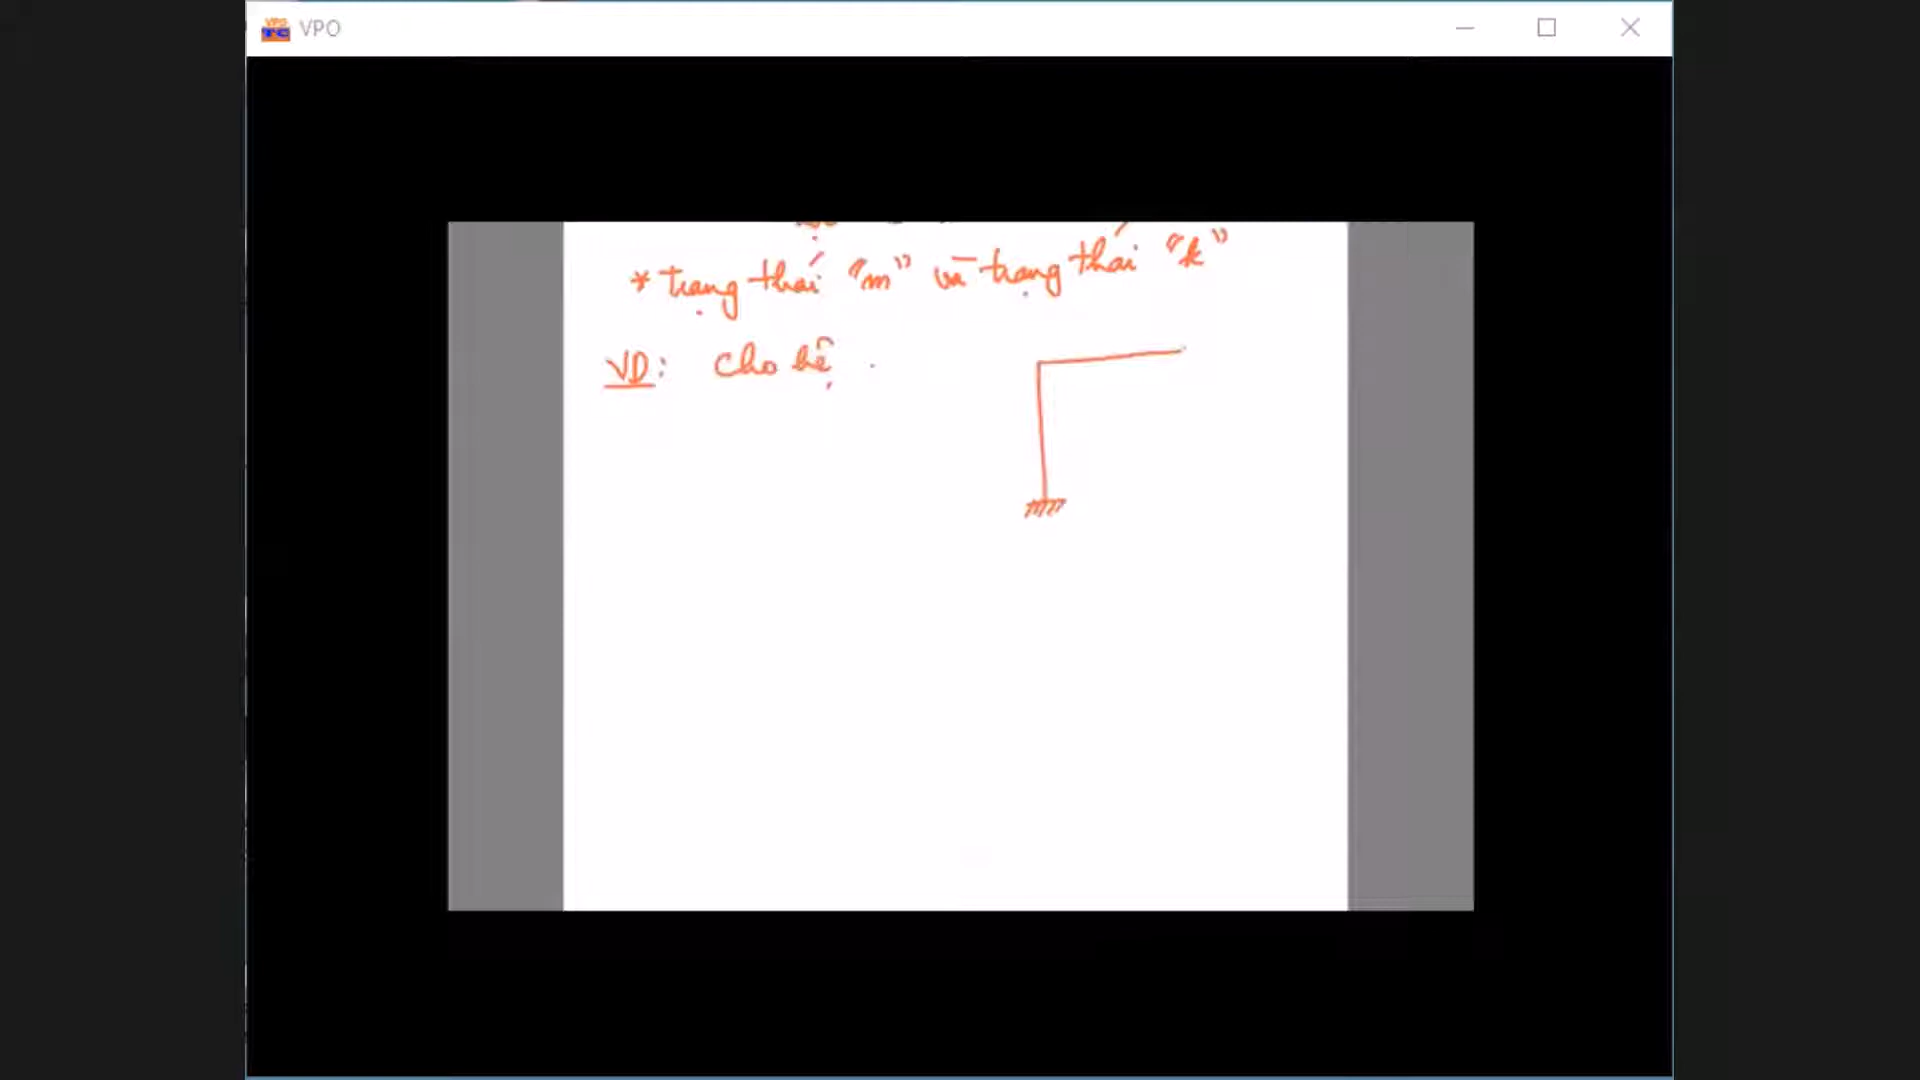 VPO
* trạng thái "m" và trạng thái "k"
VD: Cho hệ